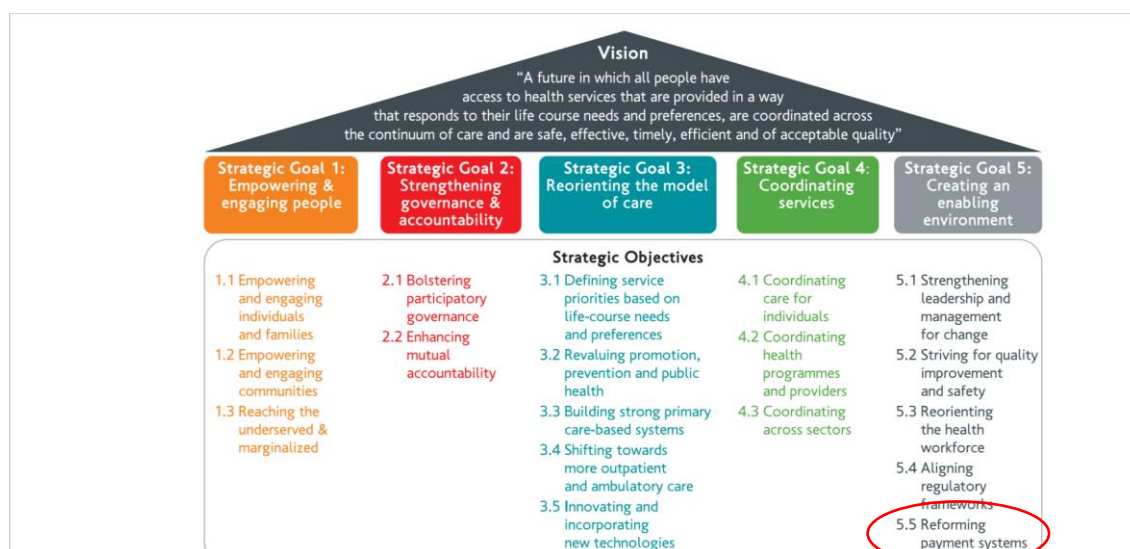 Vision
“A future in which all people have
access to health services that are provided in a way
that responds to their life course needs and preferences, are coordinated across
the continuum of care and are safe, effective, timely, efficient and of acceptable quality”
Strategic Goal 1:
Empowering &
engaging people
Strategic Goal 2:
Strengthening
governance &
accountability
Strategic Goal 3:
Reorienting the model
of care
Strategic Goal 4:
Coordinating
services
Strategic Goal 5:
Creating an
enabling
environment
Strategic Objectives
1.1 Empowering
and engaging
individuals
and families
1.2 Empowering
and engaging
communities
1.3 Reaching the
underserved &
marginalized
2.1 Bolstering
participatory
governance
2.2 Enhancing
mutual
accountability
3.1 Defining service
priorities based on
life-course needs
and preferences
3.2 Revaluing promotion,
prevention and public
health
3.3 Building strong primary
care-based systems
3.4 Shifting towards
more outpatient
and ambulatory care
3.5 Innovating and
incorporating
new technologies
4.1 Coordinating
care for
individuals
4.2 Coordinating
health
programmes
and providers
4.3 Coordinating
across sectors
5.1 Strengthening
leadership and
management
for change
5.2 Striving for quality
improvement
and safety
5.3 Reorienting
the health
workforce
5.4 Aligning
regulatory
frameworks
5.5 Reforming
payment systems